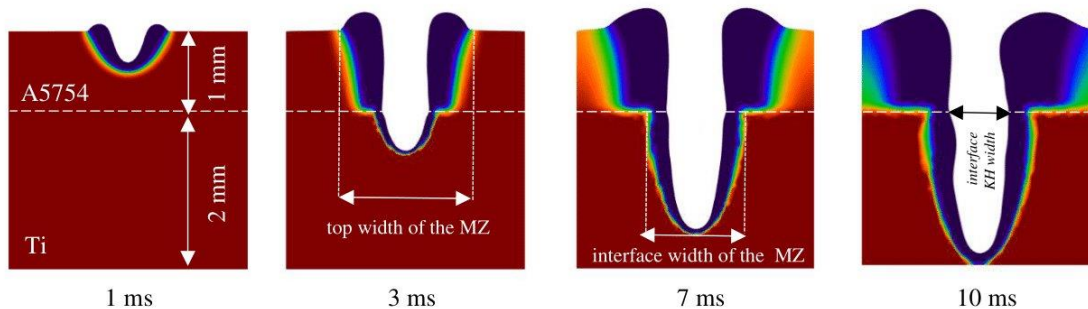 A5754
1 mm
2 mm
Ti
top width of the MZ
interface width of the MZ
interface
KH width
1 ms
3 ms
7 ms
10 ms